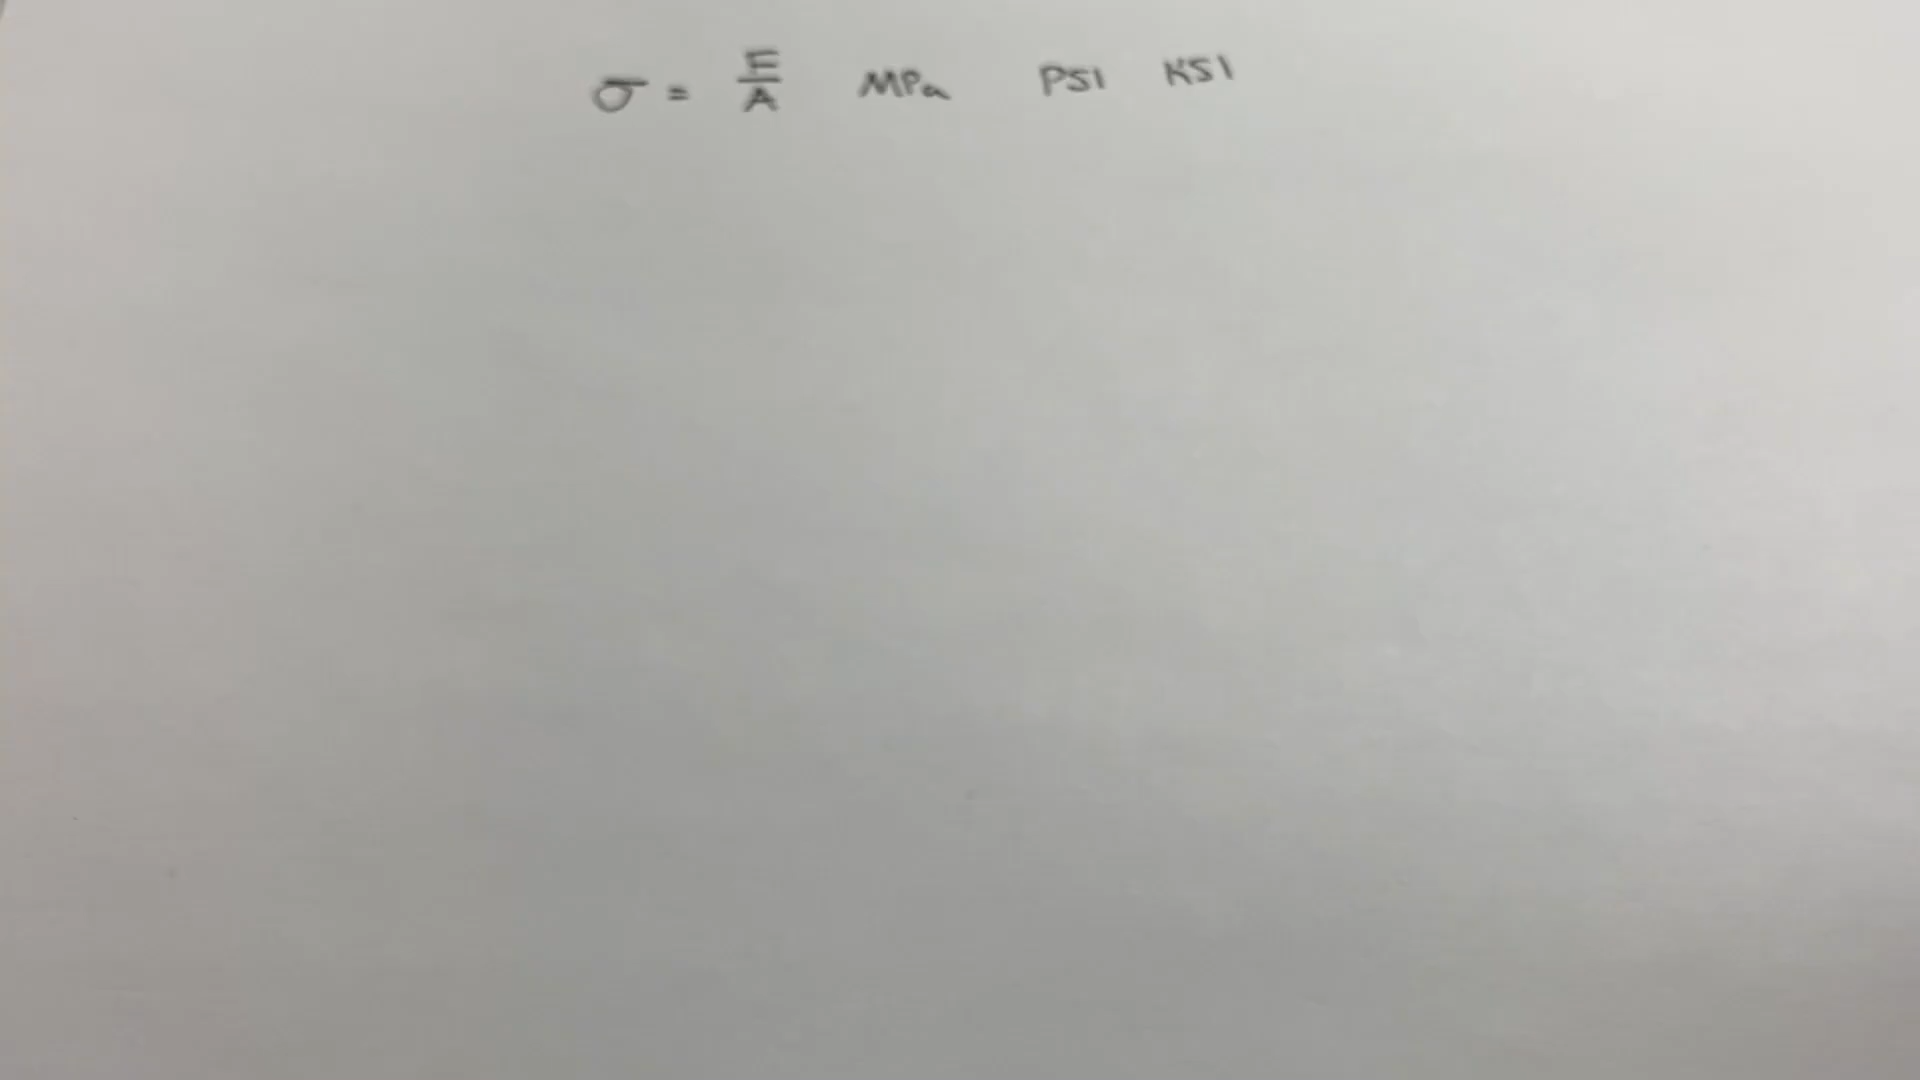 σ = F/A MPa PSI KSI